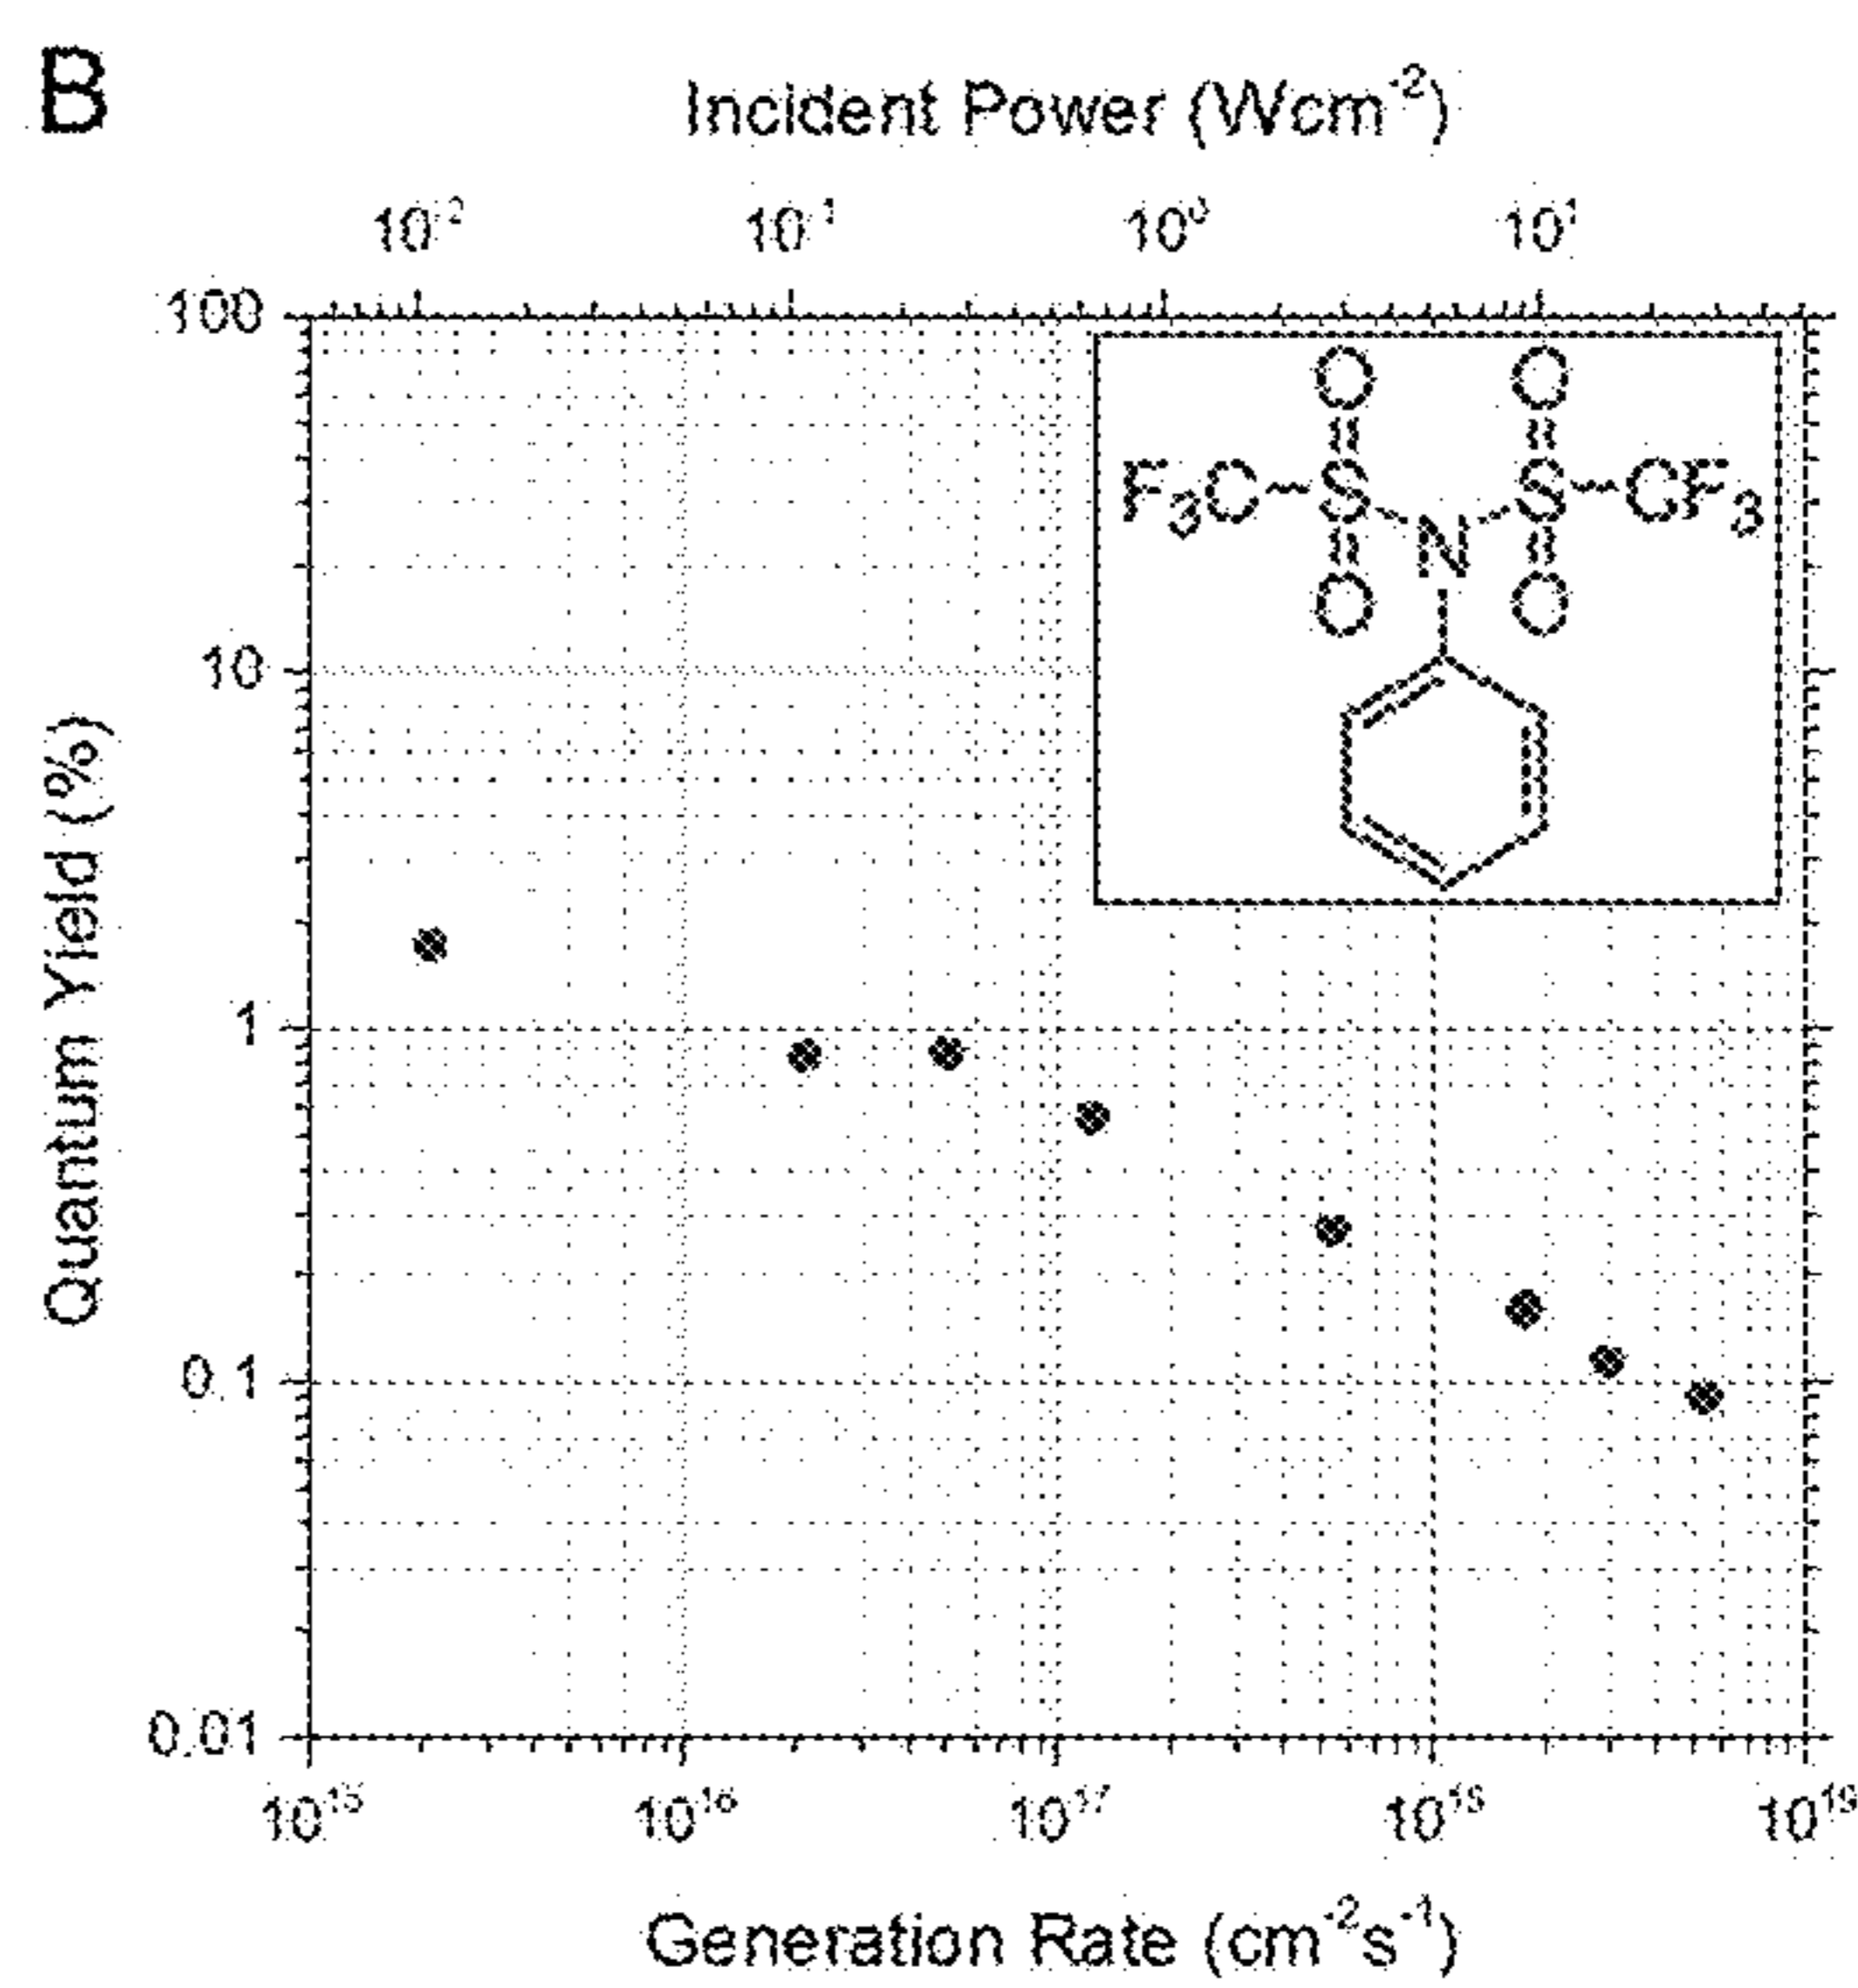 B
Incident Power (Wcm⁻²)
10⁻² 10⁻¹ 10⁰ 10¹
100
10
1
0.1
0.01
Quantum Yield (%)
O O
F₃C S S CF₃
N
O O
10¹⁵ 10¹⁶ 10¹⁷ 10¹⁸ 10¹⁹
Generation Rate (cm⁻²s⁻¹)